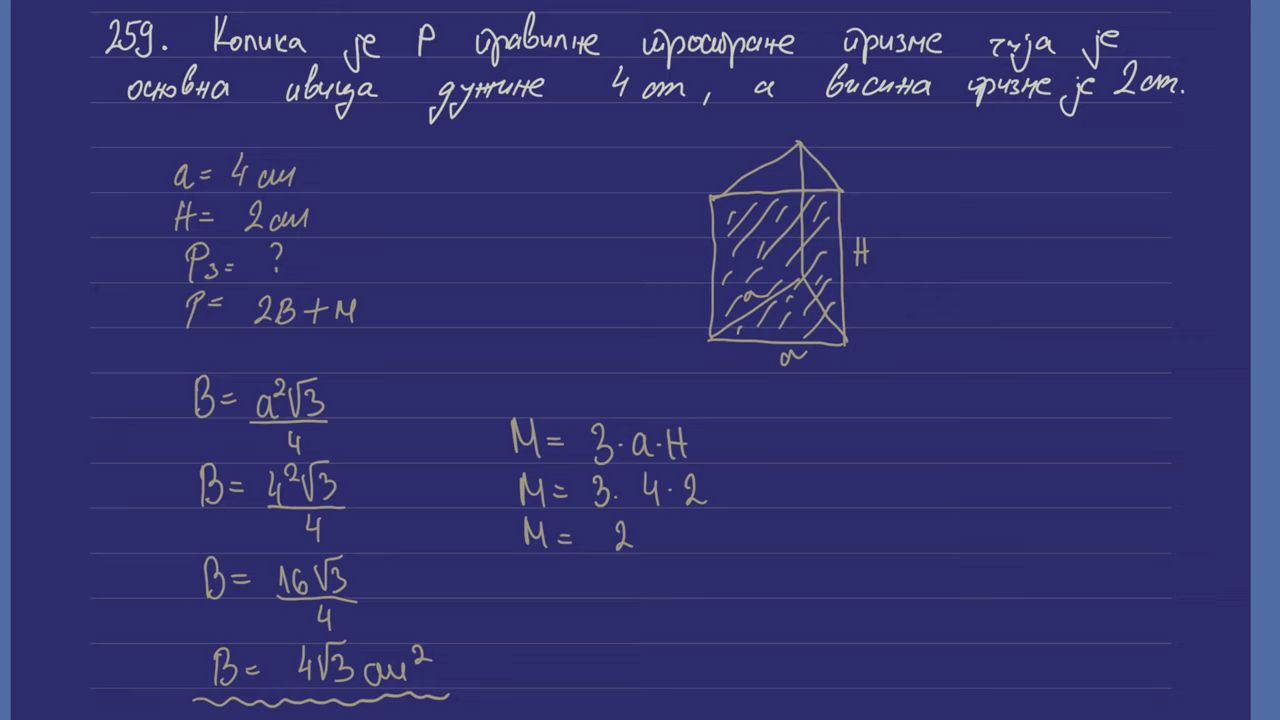 259. Колика је P правилне простране призме чија је
основна ивица дужине 4 cm, а висина призме је 2 cm.
a = 4 cm
H = 2 cm
P₃ = ?
P = 2B + M
H
a
a
B = a²√3/4
B = 4²√3/4
B = 16√3/4
B = 4√3 cm²
M = 3·a·H
M = 3·4·2
M = 2